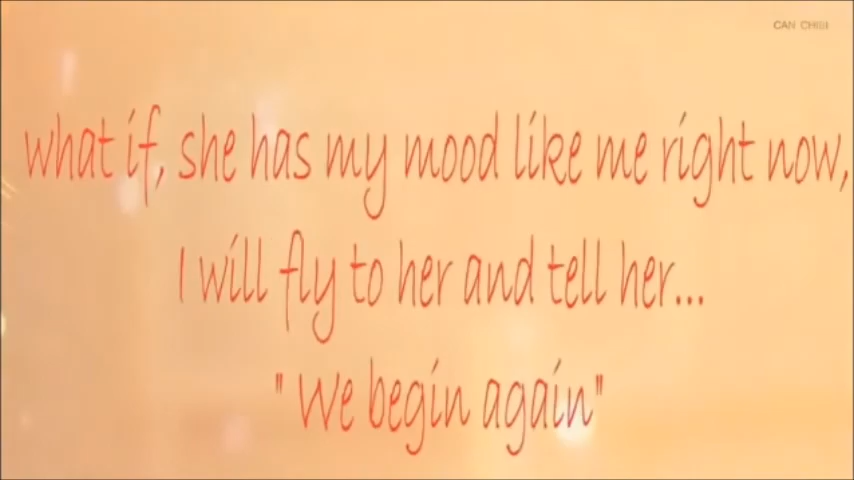 CAN CHIBI
what if, she has my mood like me right now,
I will fly to her and tell her...
" We begin again"